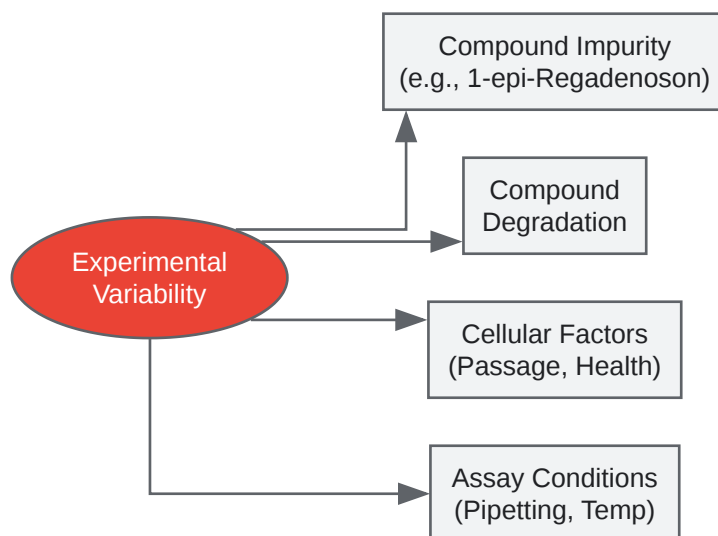 Compound Impurity
(e.g., 1-epi-Regadenoson)
Compound
Degradation
Experimental
Variability
Cellular Factors
(Passage, Health)
Assay Conditions
(Pipetting, Temp)